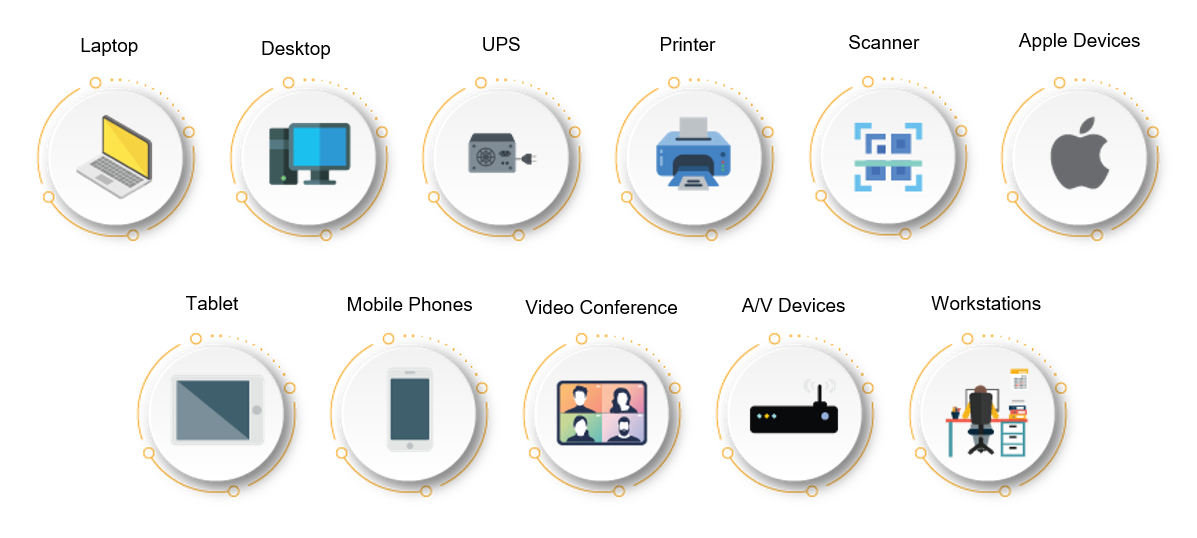 Laptop
Desktop
UPS
Printer
Scanner
Apple Devices
Tablet
Mobile Phones
Video Conference
A/V Devices
Workstations